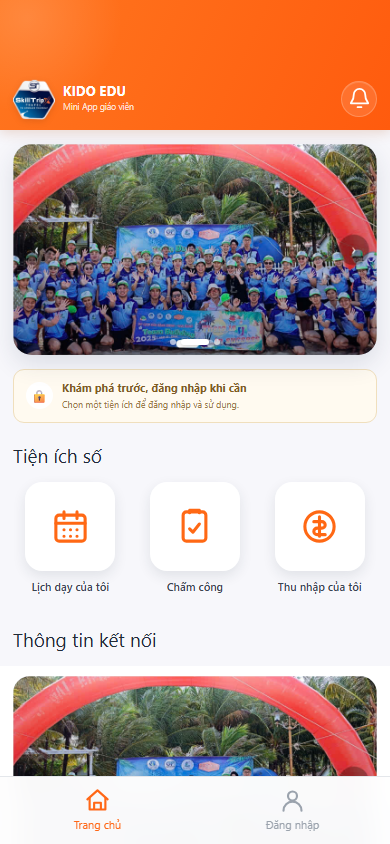 SkillTrip
KIDO EDU
Mini App giáo viên
Khám phá trước, đăng nhập khi cần
Chọn một tiện ích để đăng nhập và sử dụng.
Tiện ích số
Lịch dạy của tôi
Chấm công
Thu nhập của tôi
Thông tin kết nối
Trang chủ
Đăng nhập